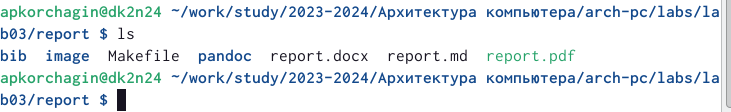 apkorchagin@dk2n24 ~/work/study/2023-2024/Архитектура компьютера/arch-pc/labs/la
b03/report $ ls
bib image Makefile pandoc report.docx report.md report.pdf
apkorchagin@dk2n24 ~/work/study/2023-2024/Архитектура компьютера/arch-pc/labs/la
b03/report $